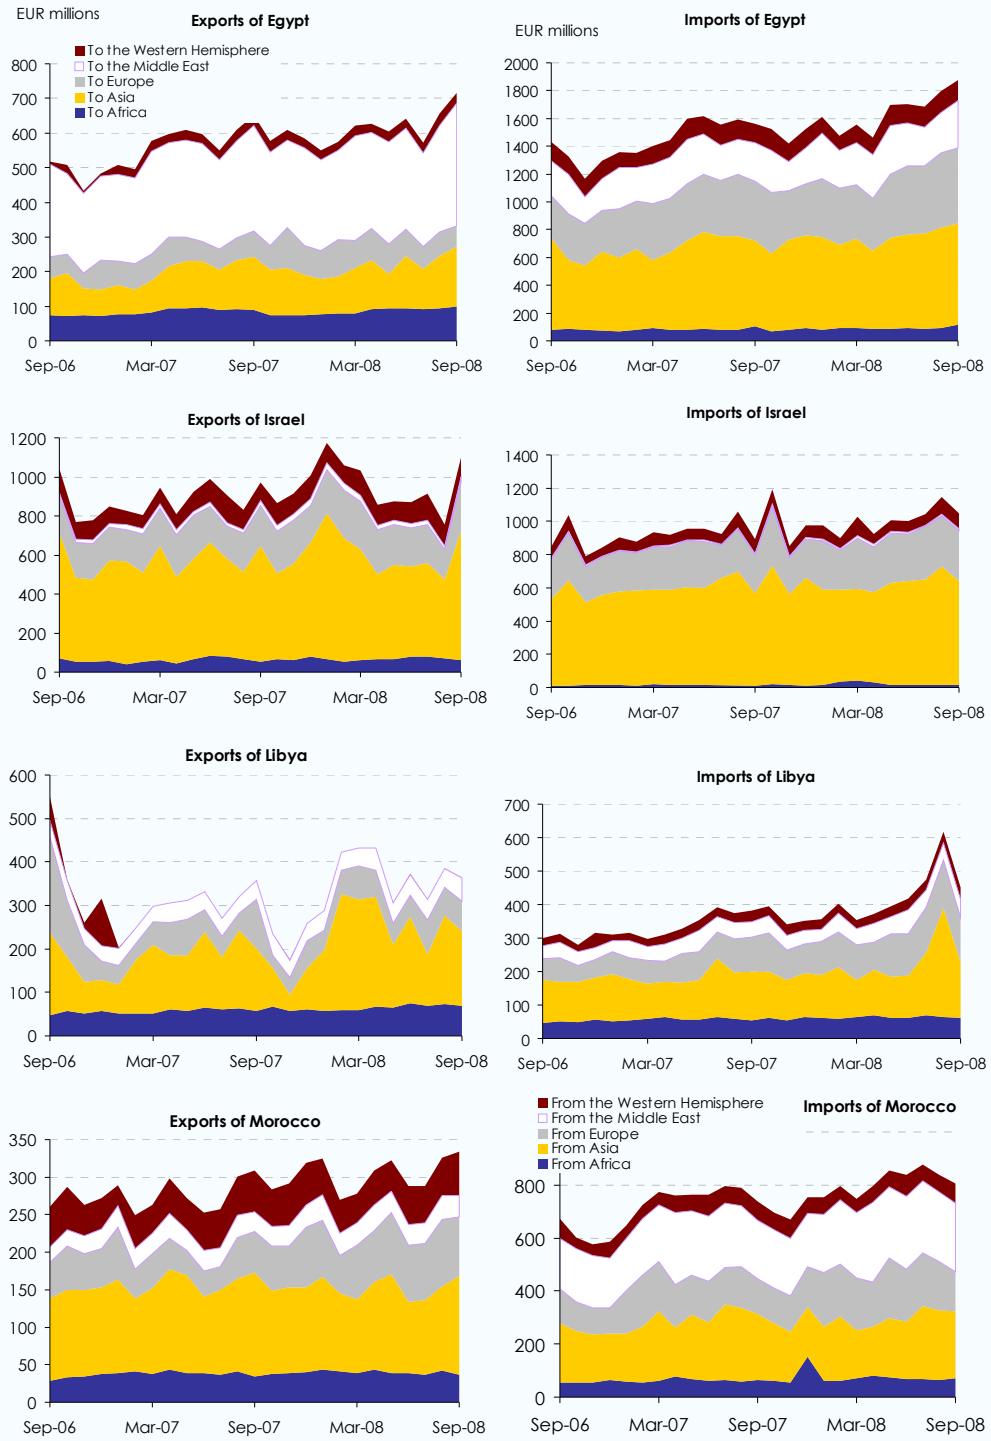 EUR millions
Exports of Egypt
To the Western Hemisphere
To the Middle East
To Europe
To Asia
To Africa
800
700
600
500
400
300
200
100
0
Sep-06 Mar-07 Sep-07 Mar-08 Sep-08
Imports of Egypt
EUR millions
2000
1800
1600
1400
1200
1000
800
600
400
200
0
Sep-06 Mar-07 Sep-07 Mar-08 Sep-08
Exports of Israel
1200
1000
800
600
400
200
0
Sep-06 Mar-07 Sep-07 Mar-08 Sep-08
Imports of Israel
1400
1200
1000
800
600
400
200
0
Sep-06 Mar-07 Sep-07 Mar-08 Sep-08
Exports of Libya
600
500
400
300
200
100
0
Sep-06 Mar-07 Sep-07 Mar-08 Sep-08
Imports of Libya
700
600
500
400
300
200
100
0
Sep-06 Mar-07 Sep-07 Mar-08 Sep-08
Exports of Morocco
350
300
250
200
150
100
50
0
Sep-06 Mar-07 Sep-07 Mar-08 Sep-08
From the Western Hemisphere
From the Middle East
From Europe
From Asia
From Africa
Imports of Morocco
800
600
400
200
0
Sep-06 Mar-07 Sep-07 Mar-08 Sep-08